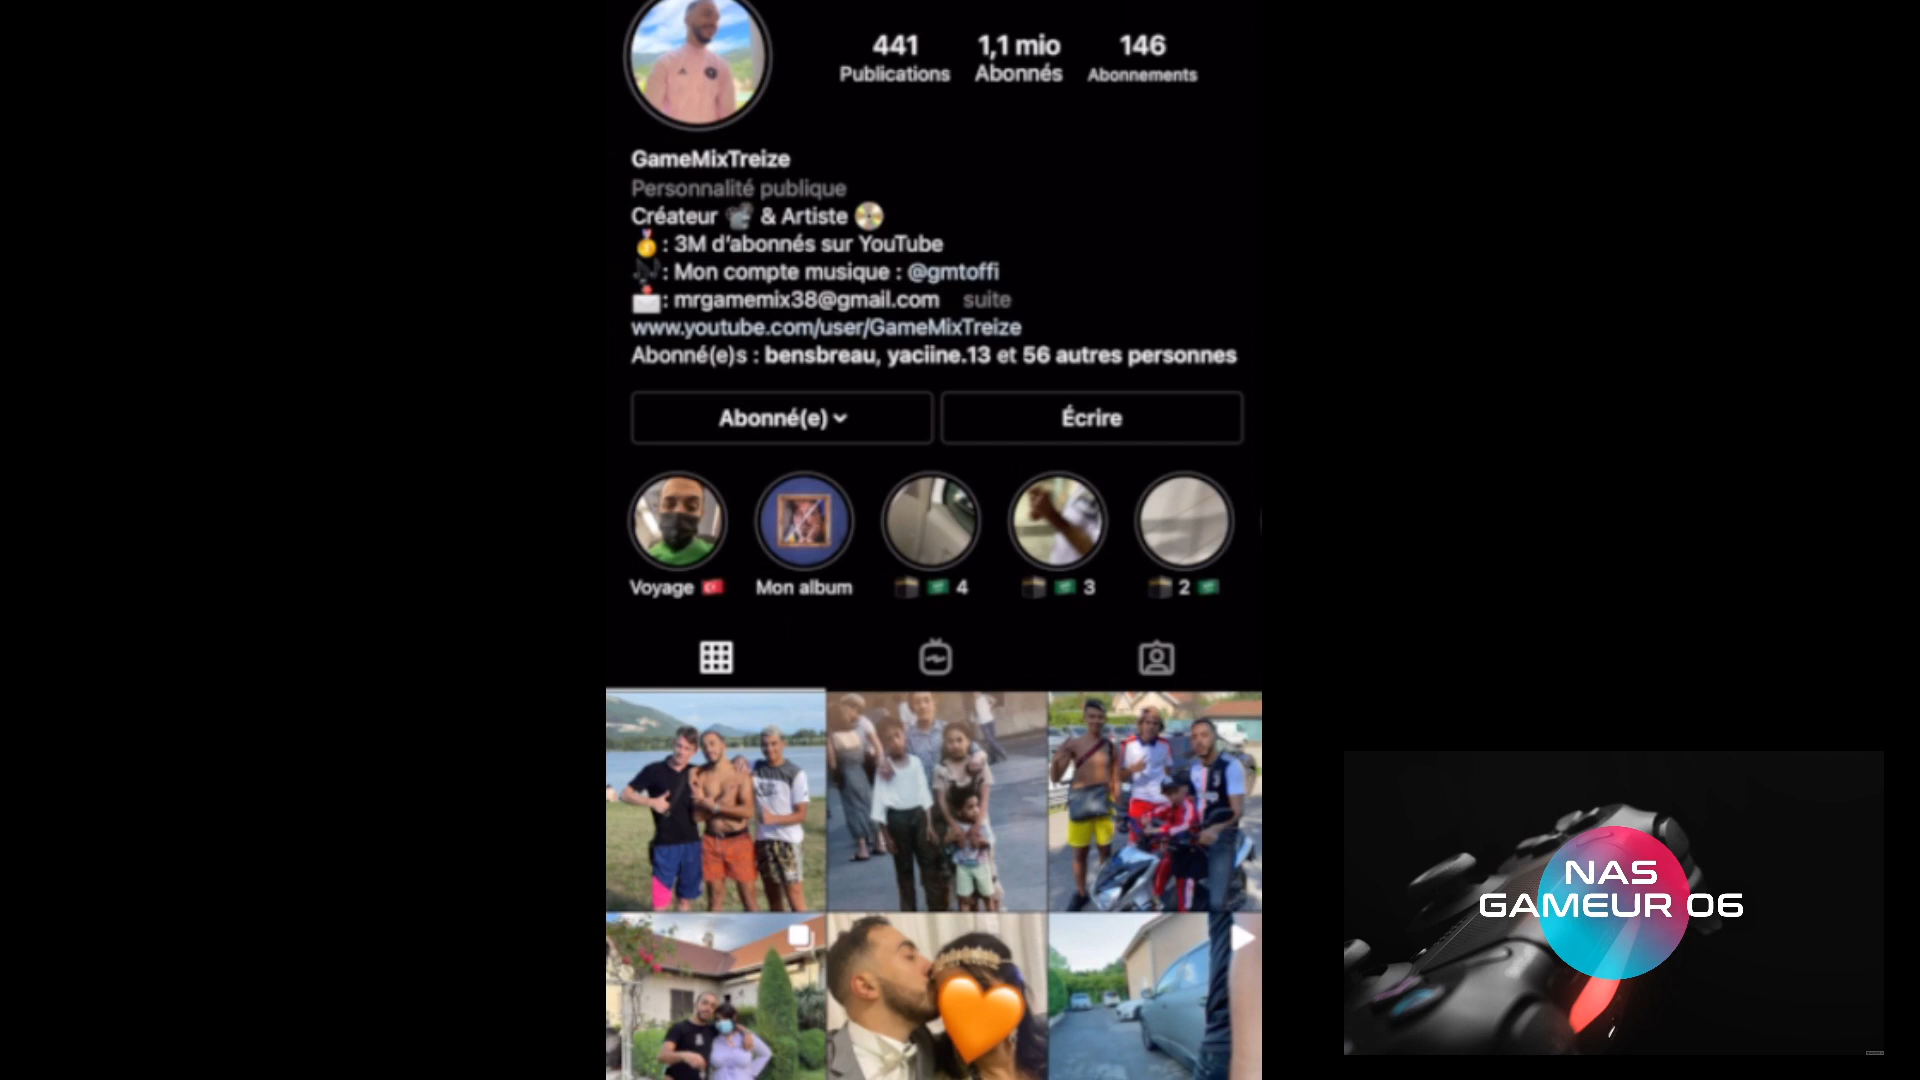 441 1,1 mio 146
Publications Abonnés Abonnements
GameMixTreize
Personnalité publique
Créateur 📽 & Artiste 📀
🏅: 3M d'abonnés sur YouTube
🎶: Mon compte musique : @gmtoffi
📩: mrgamemix38@gmail.com suite
www.youtube.com/user/GameMixTreize
Abonné(e)s : bensbreau, yaciine.13 et 56 autres personnes
Abonné(e) Écrire
Voyage 🇹🇷 Mon album 🕋 🇸🇦 4 🕋 🇸🇦 3 🕋 2 🇸🇦
NAS
GAMEUR 06